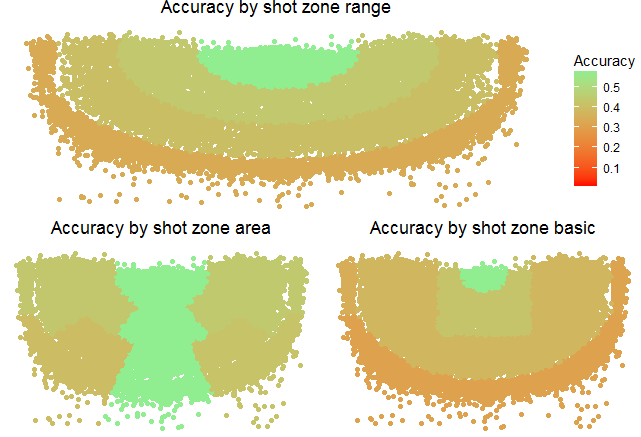 Accuracy by shot zone range
Accuracy
0.5
0.4
0.3
0.2
0.1
Accuracy by shot zone area
Accuracy by shot zone basic